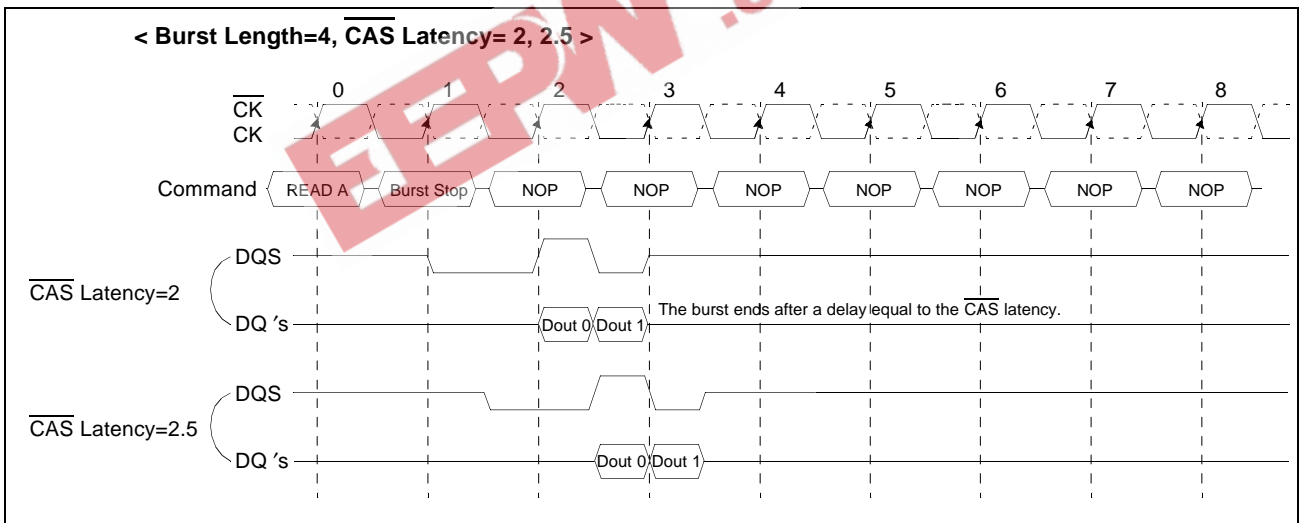 < Burst Length=4, CAS Latency= 2, 2.5 >
0 1 2 3 4 5 6 7 8
CK
CK
Command READ A Burst Stop NOP NOP NOP NOP NOP NOP NOP
DQS
CAS Latency=2
The burst ends after a delay equal to the CAS latency.
DQ 's Dout 0 Dout 1
DQS
CAS Latency=2.5
DQ 's Dout 0 Dout 1
EEPW